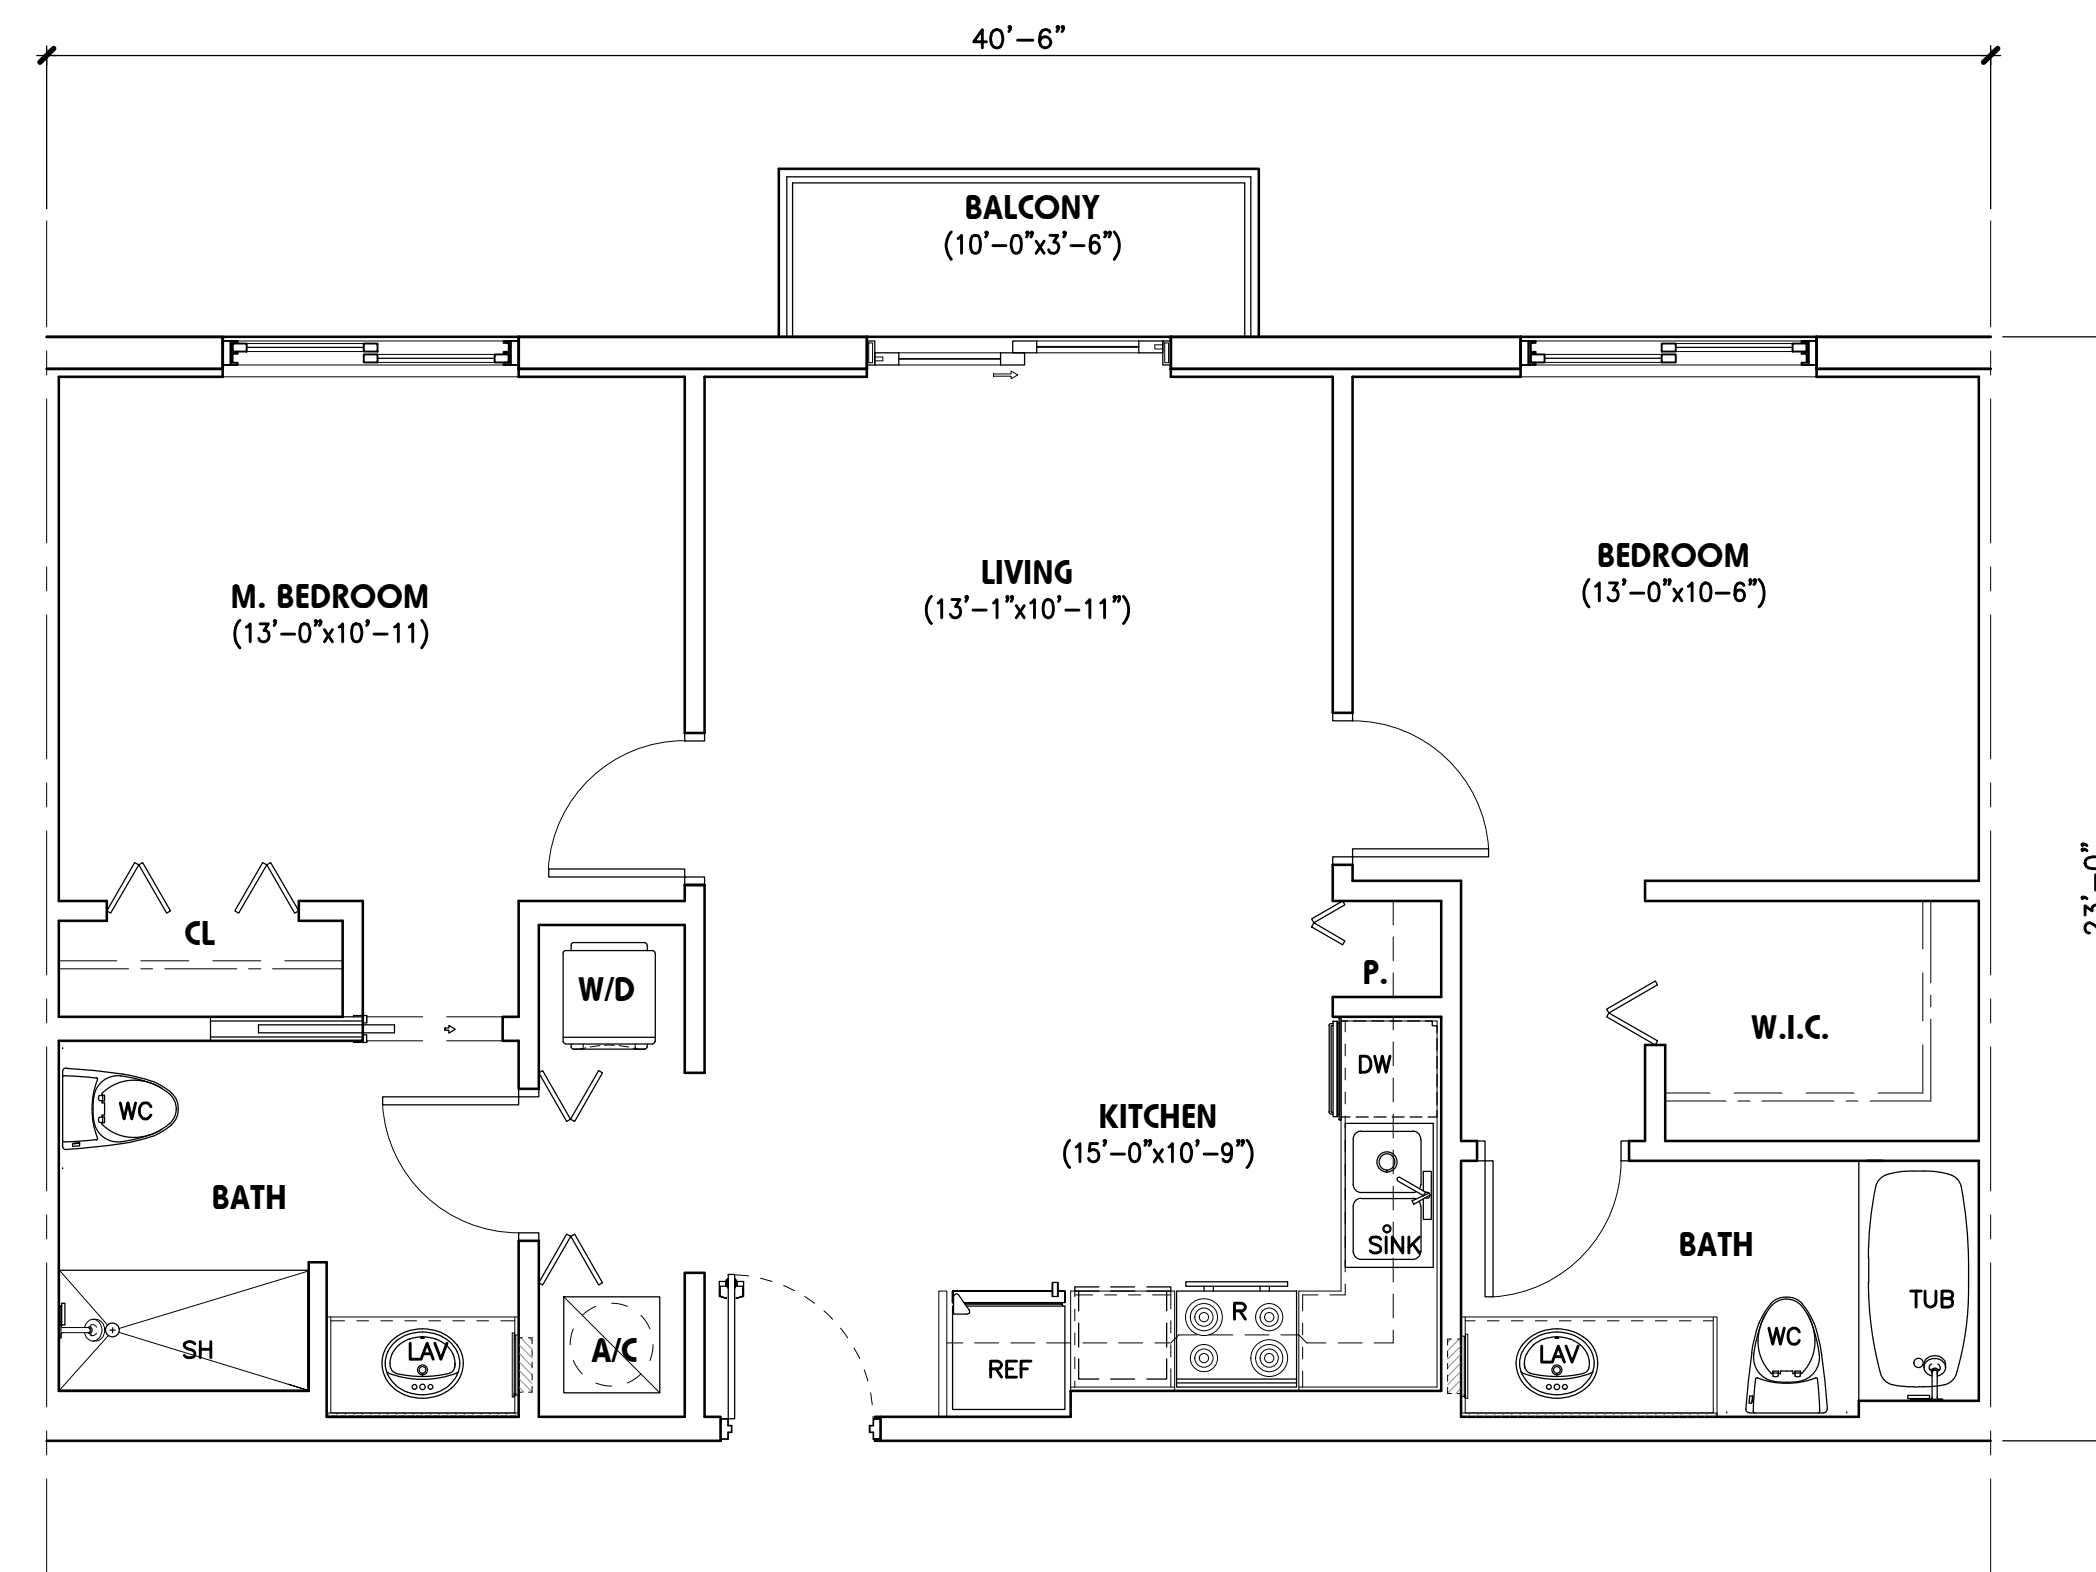 40'-6"
BALCONY
(10'-0"x3'-6")
BEDROOM
(13'-0"x10-6")
LIVING
(13'-1"x10'-11")
M. BEDROOM
(13'-0"x10'-11)
23'-0"
CL
P.
W/D
W.I.C.
DW
WC
KITCHEN
(15'-0"x10'-9")
BATH
SINK
BATH
TUB
R
WC
SH
LAV
A/C
REF
LAV